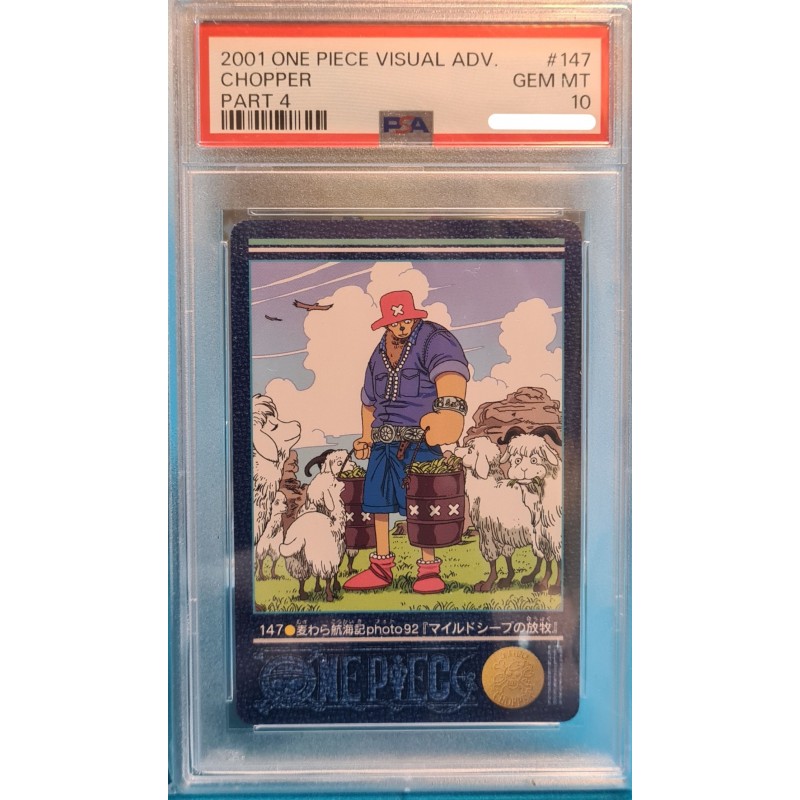 2001 ONE PIECE VISUAL ADV. #147
CHOPPER GEM MT
PART 4 10
PSA
147●麦わら航海記photo92『マイルドシープの放牧』
ONE PIECE